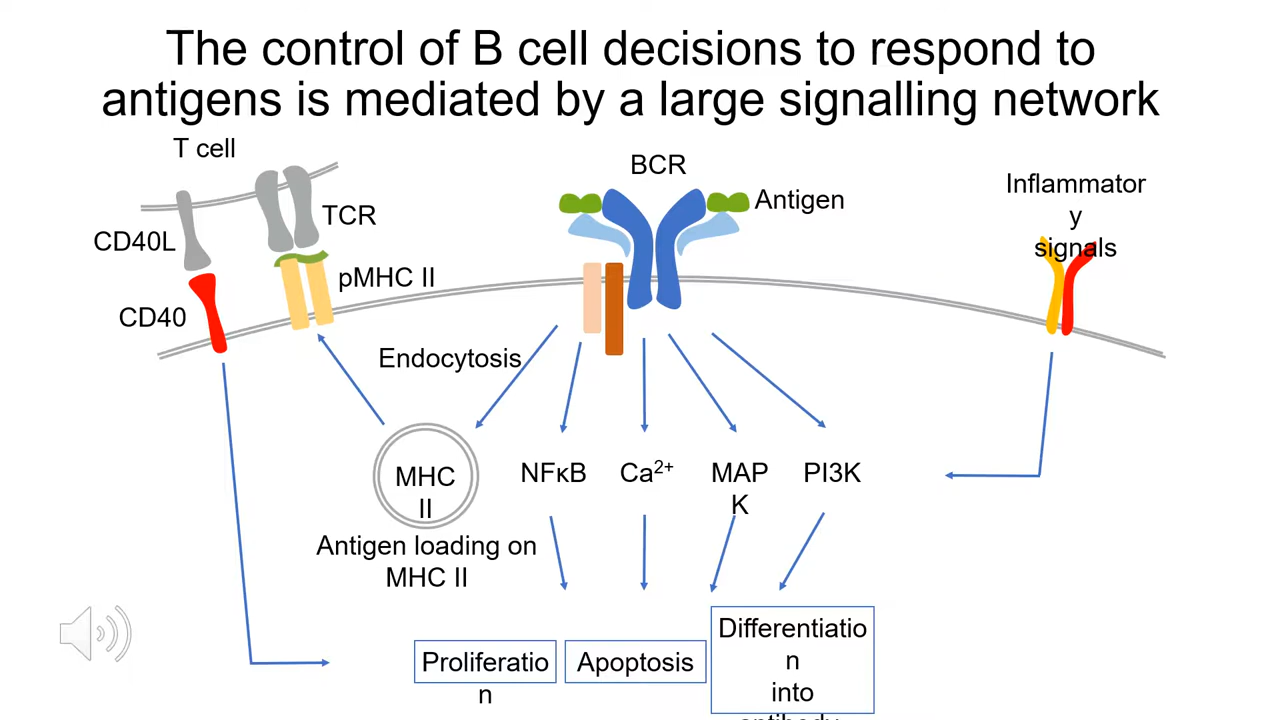 The control of B cell decisions to respond to
antigens is mediated by a large signalling network
T cell
BCR
Inflammator
y
signals
Antigen
TCR
CD40L
pMHC II
CD40
Endocytosis
MHC
II
NFκB
Ca²⁺
MAP
K
PI3K
Antigen loading on
MHC II
Proliferatio
n
Apoptosis
Differentiatio
n
into